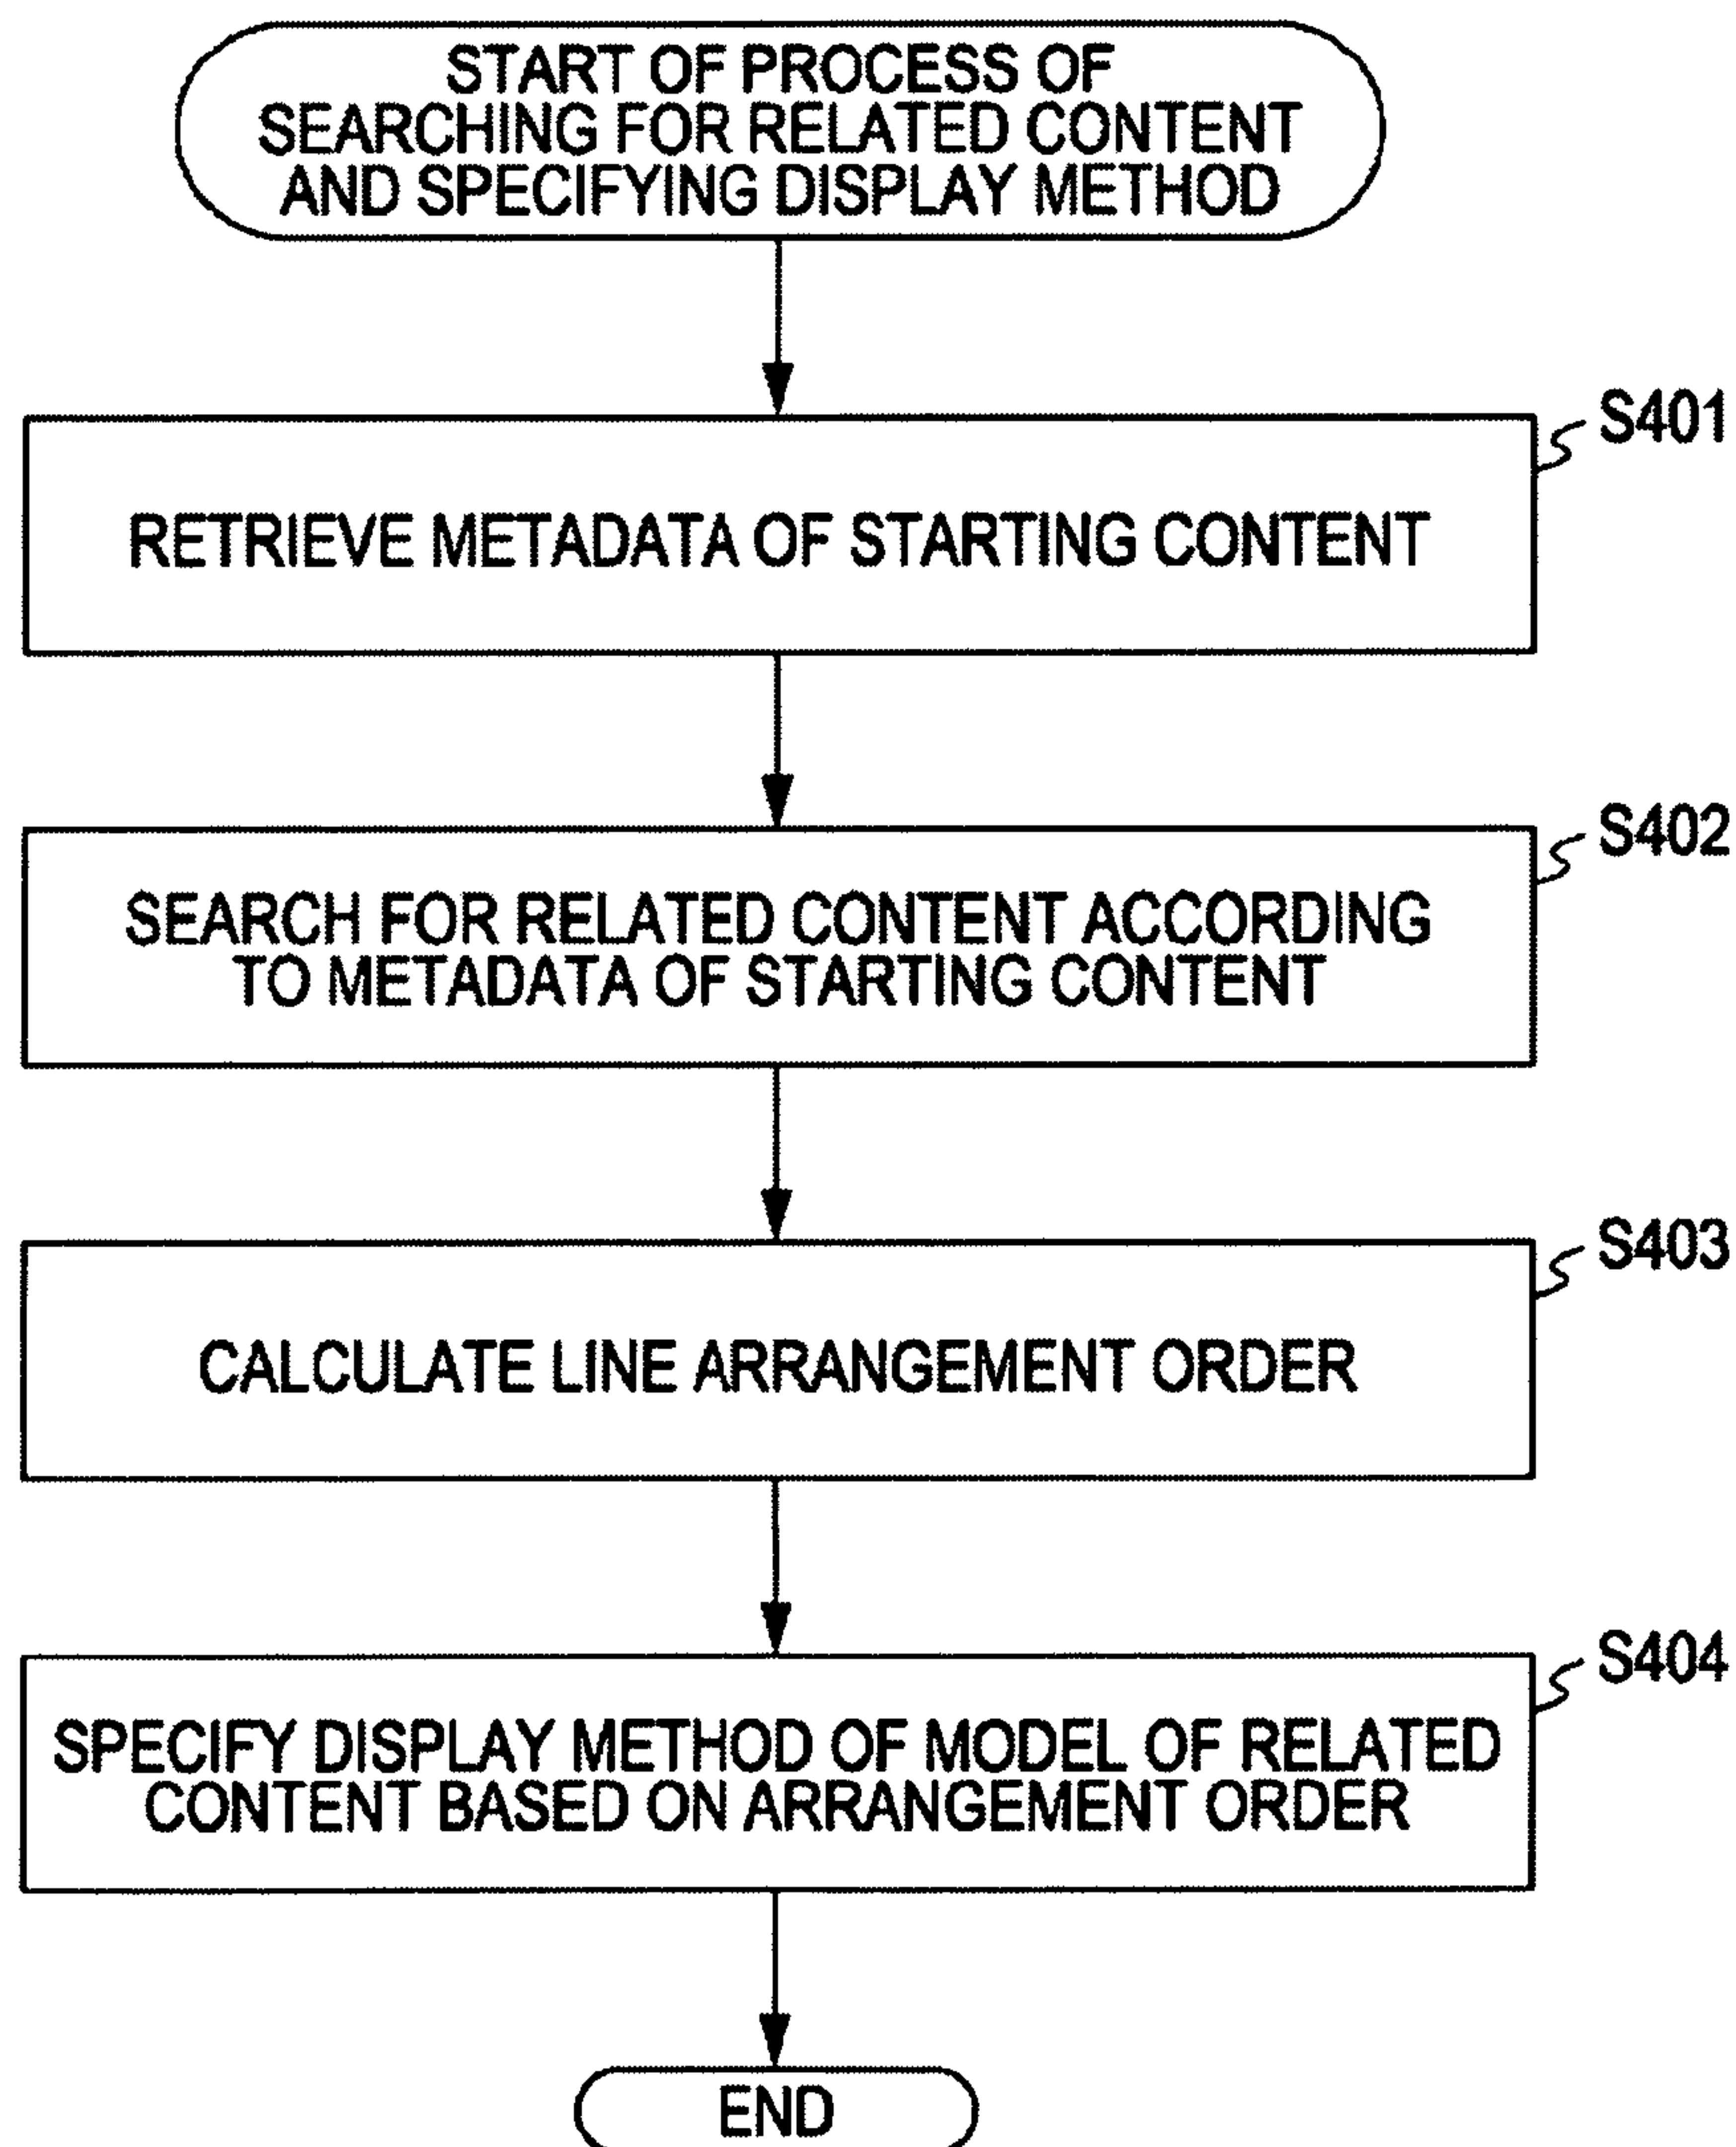 START OF PROCESS OF
SEARCHING FOR RELATED CONTENT
AND SPECIFYING DISPLAY METHOD
S401
RETRIEVE METADATA OF STARTING CONTENT
S402
SEARCH FOR RELATED CONTENT ACCORDING
TO METADATA OF STARTING CONTENT
S403
CALCULATE LINE ARRANGEMENT ORDER
S404
SPECIFY DISPLAY METHOD OF MODEL OF RELATED
CONTENT BASED ON ARRANGEMENT ORDER
END